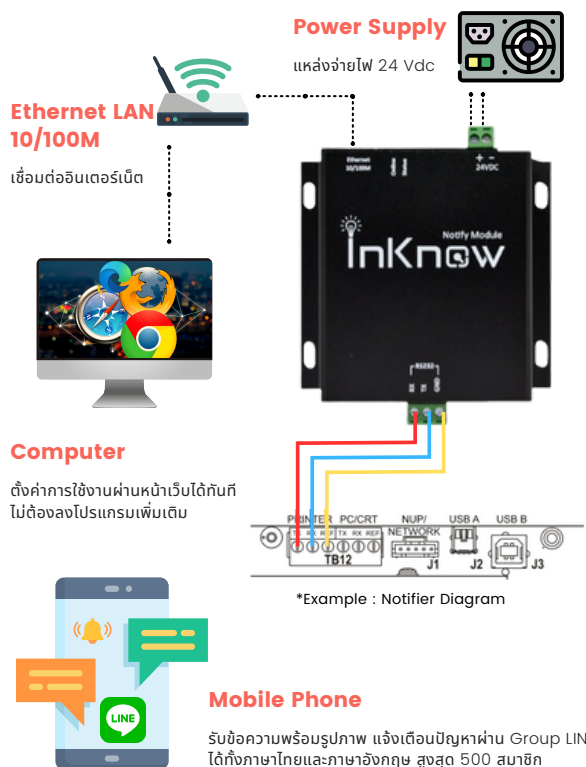 Power Supply
แหล่งจ่ายไฟ 24 Vdc
Ethernet LAN
10/100M
เชื่อมต่ออินเตอร์เน็ต
Ethernet
10/100M
Online
Status
+ -
24VDC
Notify Module
inKnow
RS232
RX TX GND
Computer
ตั้งค่าการใช้งานผ่านหน้าเว็บได้ทันที
ไม่ต้องลงโปรแกรมเพิ่มเติม
PRINTER PC/CRT NUP/ USB A USB B
NETWORK
TX RX REF TX RX REF
TB12 J1 J2 J3
*Example : Notifier Diagram
LINE
Mobile Phone
รับข้อความพร้อมรูปภาพ แจ้งเตือนปัญหาผ่าน Group LIN
ได้ทั้งภาษาไทยและภาษาอังกฤษ สูงสุด 500 สมาชิก